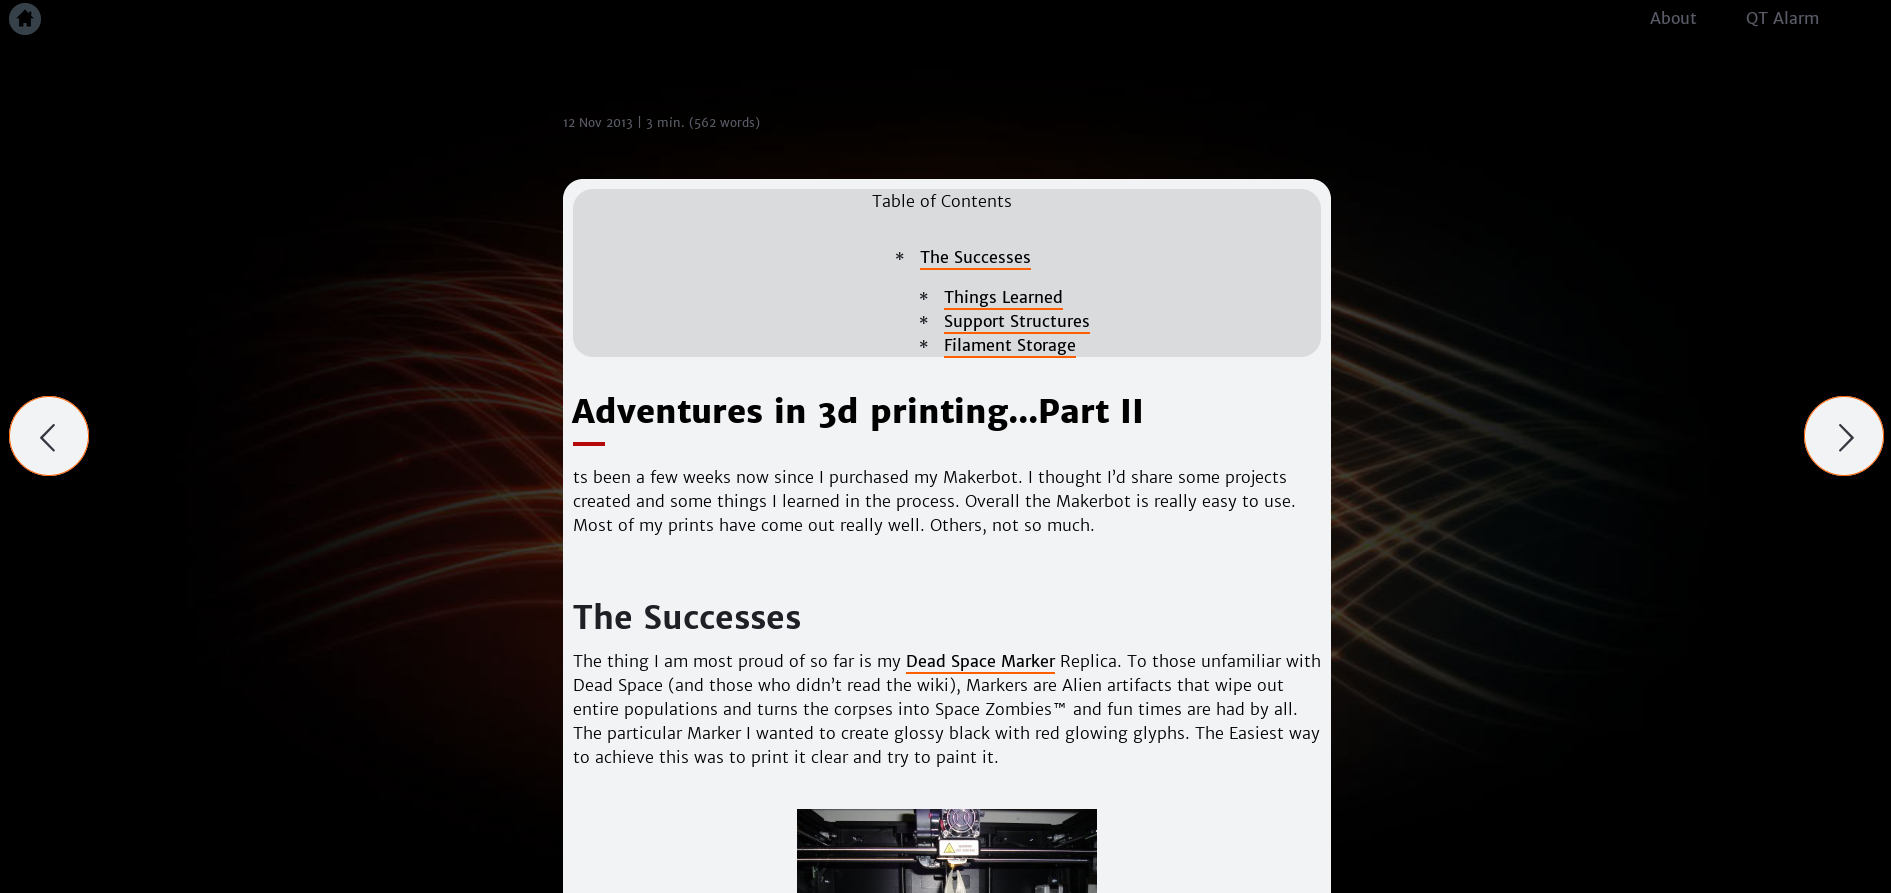 About QT Alarm
12 Nov 2013 | 3 min. (562 words)
Table of Contents
* The Successes
* Things Learned
* Support Structures
* Filament Storage
Adventures in 3d printing...Part II
ts been a few weeks now since I purchased my Makerbot. I thought I’d share some projects
created and some things I learned in the process. Overall the Makerbot is really easy to use.
Most of my prints have come out really well. Others, not so much.
The Successes
The thing I am most proud of so far is my Dead Space Marker Replica. To those unfamiliar with
Dead Space (and those who didn’t read the wiki), Markers are Alien artifacts that wipe out
entire populations and turns the corpses into Space Zombies™ and fun times are had by all.
The particular Marker I wanted to create glossy black with red glowing glyphs. The Easiest way
to achieve this was to print it clear and try to paint it.